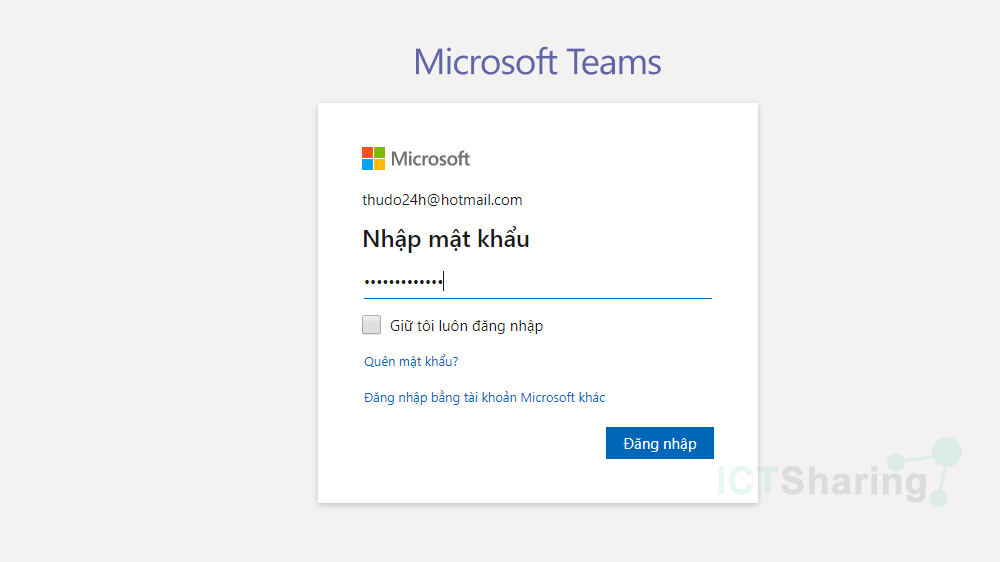 Microsoft Teams
Microsoft
thudo24h@hotmail.com
Nhập mật khẩu
•••••••••••••
Giữ tôi luôn đăng nhập
Quên mật khẩu?
Đăng nhập bằng tài khoản Microsoft khác
Đăng nhập
ICTSharing